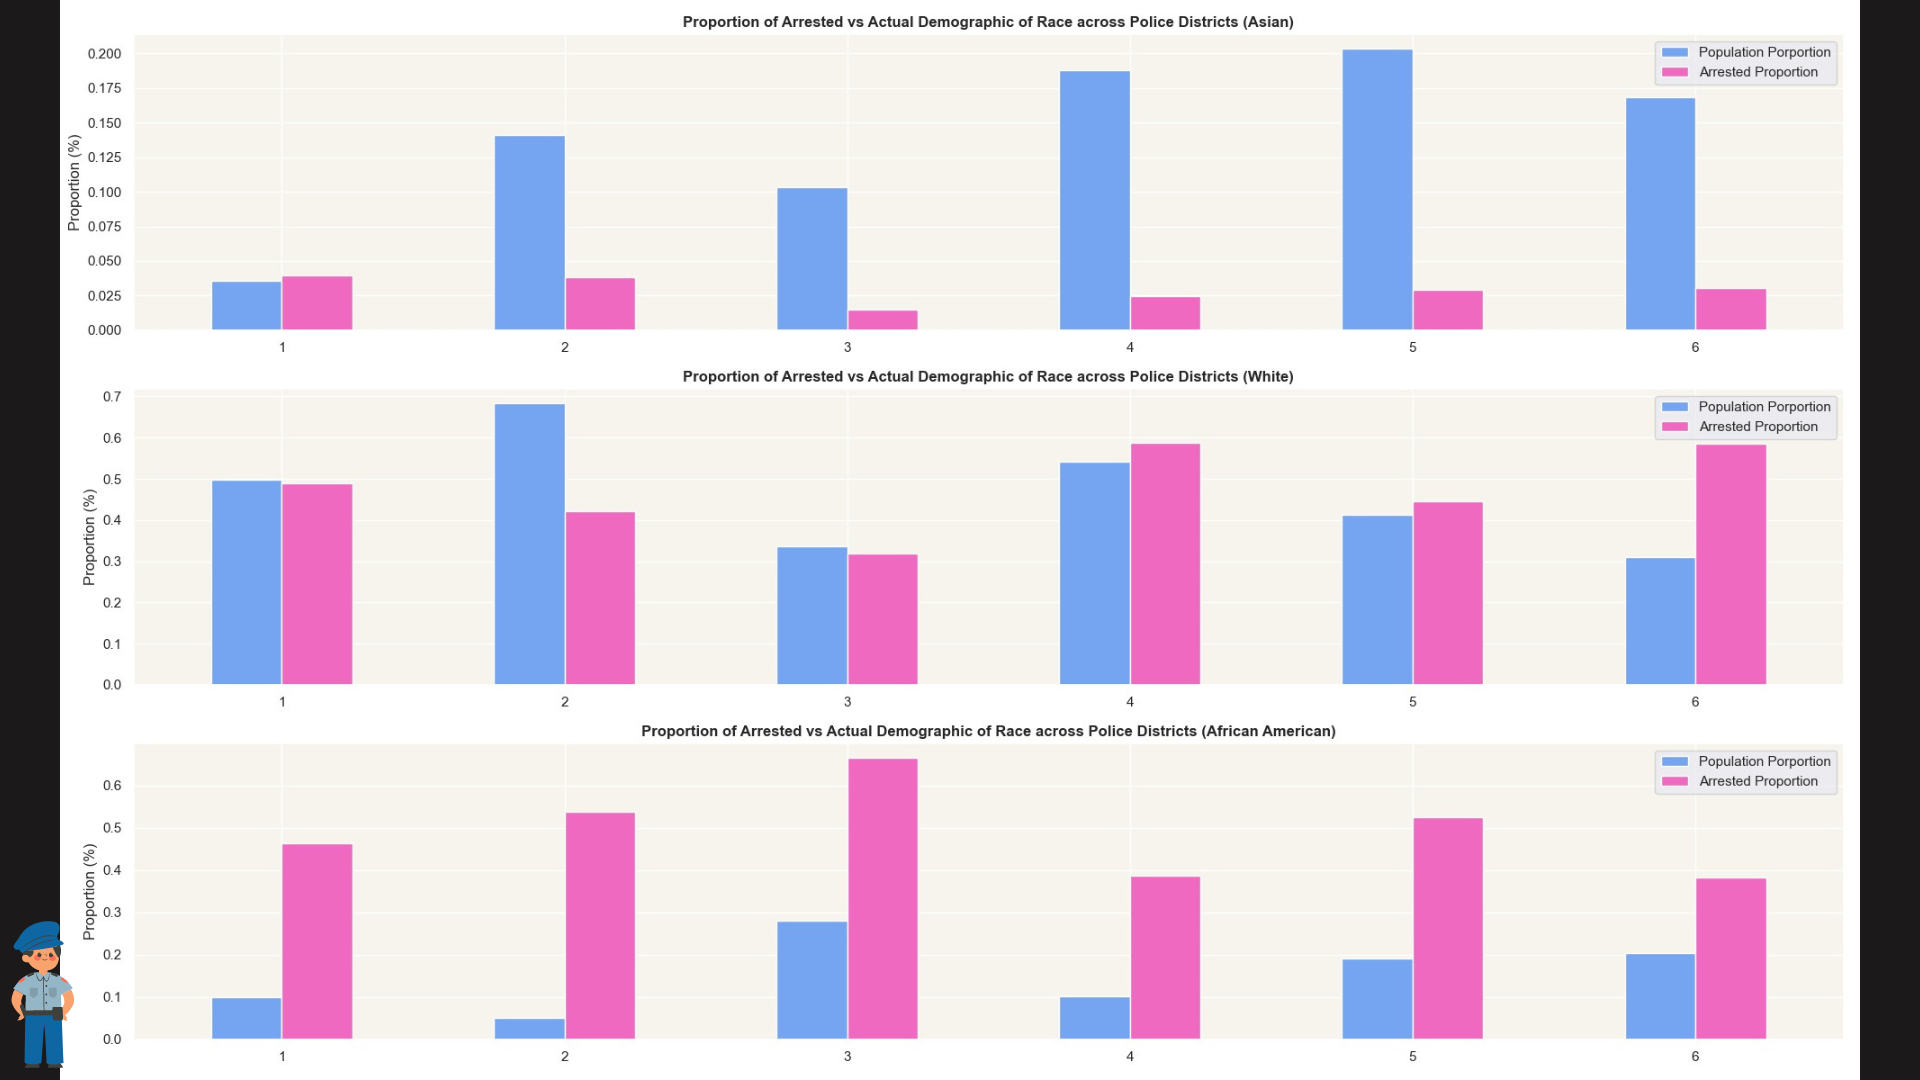 Proportion of Arrested vs Actual Demographic of Race across Police Districts (Asian)
Population Porportion
Arrested Proportion
Proportion (%)
0.200
0.175
0.150
0.125
0.100
0.075
0.050
0.025
0.000
1 2 3 4 5 6
Proportion of Arrested vs Actual Demographic of Race across Police Districts (White)
Population Porportion
Arrested Proportion
Proportion (%)
0.7
0.6
0.5
0.4
0.3
0.2
0.1
0.0
1 2 3 4 5 6
Proportion of Arrested vs Actual Demographic of Race across Police Districts (African American)
Population Porportion
Arrested Proportion
Proportion (%)
0.6
0.5
0.4
0.3
0.2
0.1
0.0
1 2 3 4 5 6